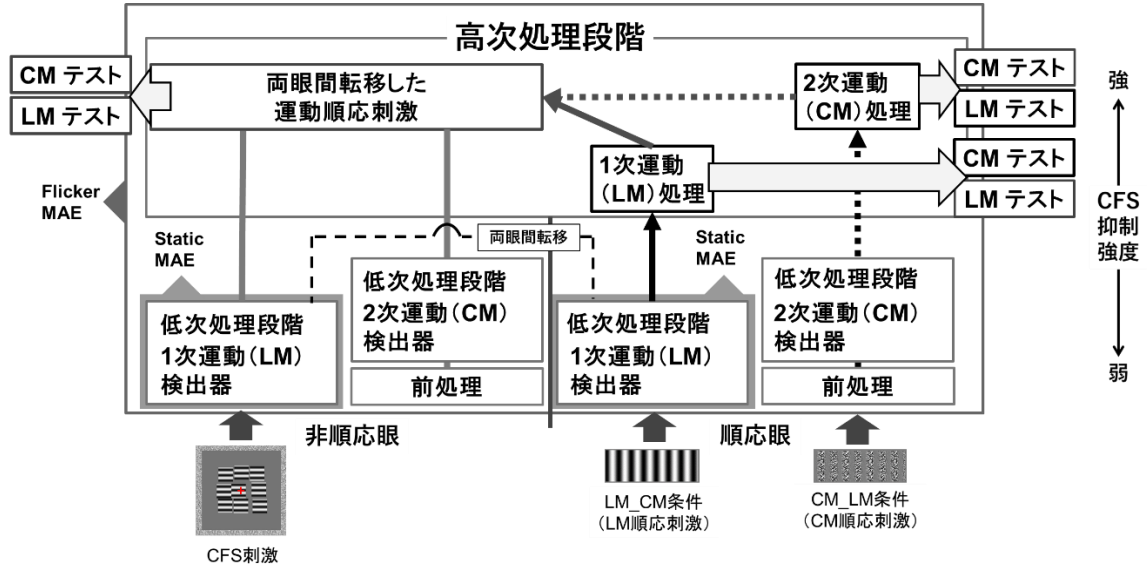 高次処理段階
CM テスト
LM テスト
両眼間転移した
運動順応刺激
2次運動
(CM)処理
CM テスト
LM テスト
1次運動
(LM)処理
CM テスト
LM テスト
強
CFS
抑制
強度
弱
Flicker
MAE
Static
MAE
両眼間転移
Static
MAE
低次処理段階
1次運動(LM)
検出器
低次処理段階
2次運動(CM)
検出器
前処理
低次処理段階
1次運動(LM)
検出器
低次処理段階
2次運動(CM)
検出器
前処理
非順応眼
順応眼
CFS刺激
LM_CM条件
(LM順応刺激)
CM_LM条件
(CM順応刺激)